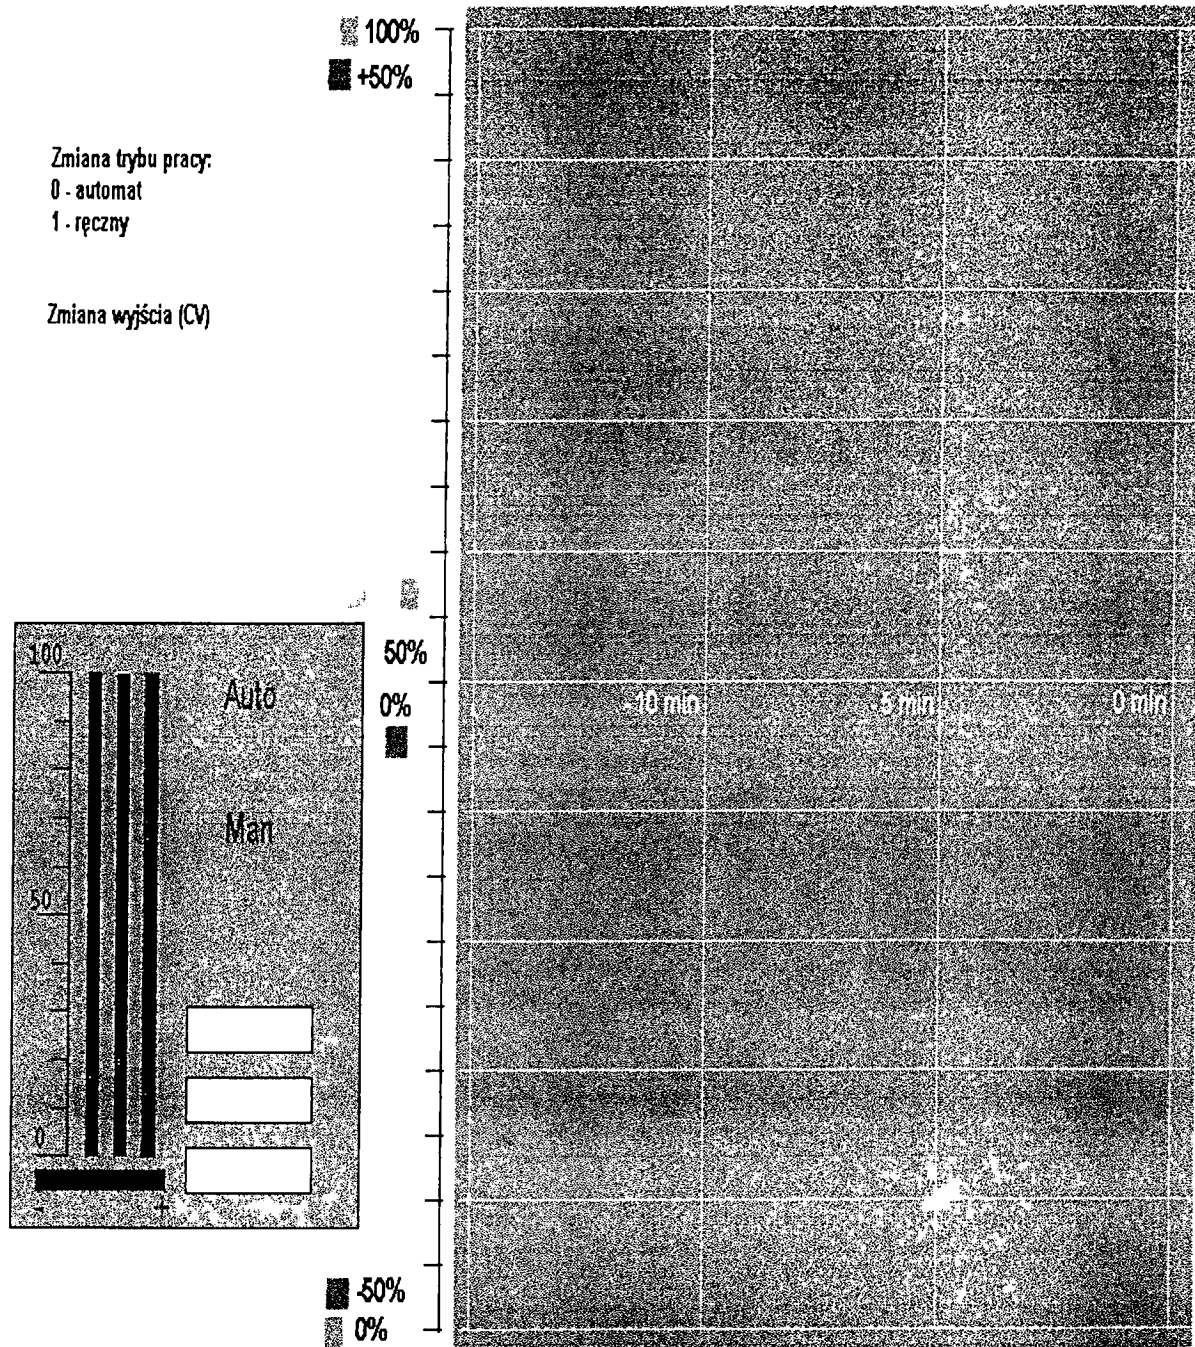 100%
+50%
Zmiana trybu pracy:
0 - automat
1 - ręczny
Zmiana wyjścia (CV)
50%
0%
-10 min
-5 min
0 min
100
Auto
Man
50
0
- +
-50%
0%